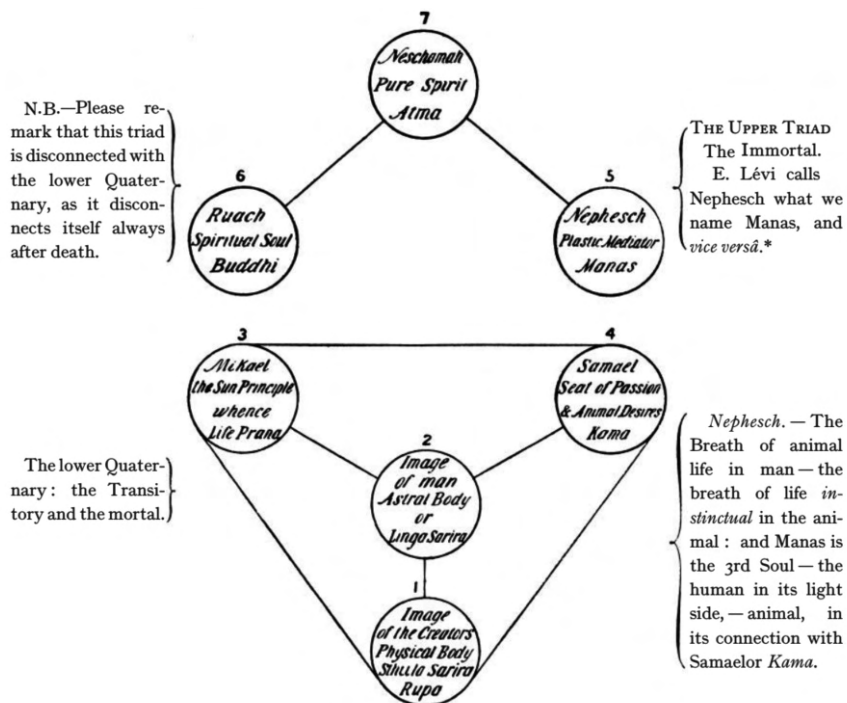 7
Neschamah
Pure Spirit
Atma
N.B.—Please re-
mark that this triad
is disconnected with
the lower Quater-
nary, as it discon-
nects itself always
after death.
6
Ruach
Spiritual Soul
Buddhi
5
Nephesch
Plastic Mediator
Manas
THE UPPER TRIAD
The Immortal.
E. Lévi calls
Nephesch what we
name Manas, and
vice versâ.*
3
Mikael
the Sun Principle
whence
Life Prana
4
Samael
Seat of Passion
& Animal Desires
Kama
2
Image
of man
Astral Body
or
Linga Sarira
The lower Quater-
nary: the Transi-
tory and the mortal.
Nephesch. — The
Breath of animal
life in man — the
breath of life in-
stinctual in the ani-
mal: and Manas is
the 3rd Soul — the
human in its light
side, — animal, in
its connection with
Samaelor Kama.
1
Image
of the Creators
Physical Body
Sthula Sarira
Rupa